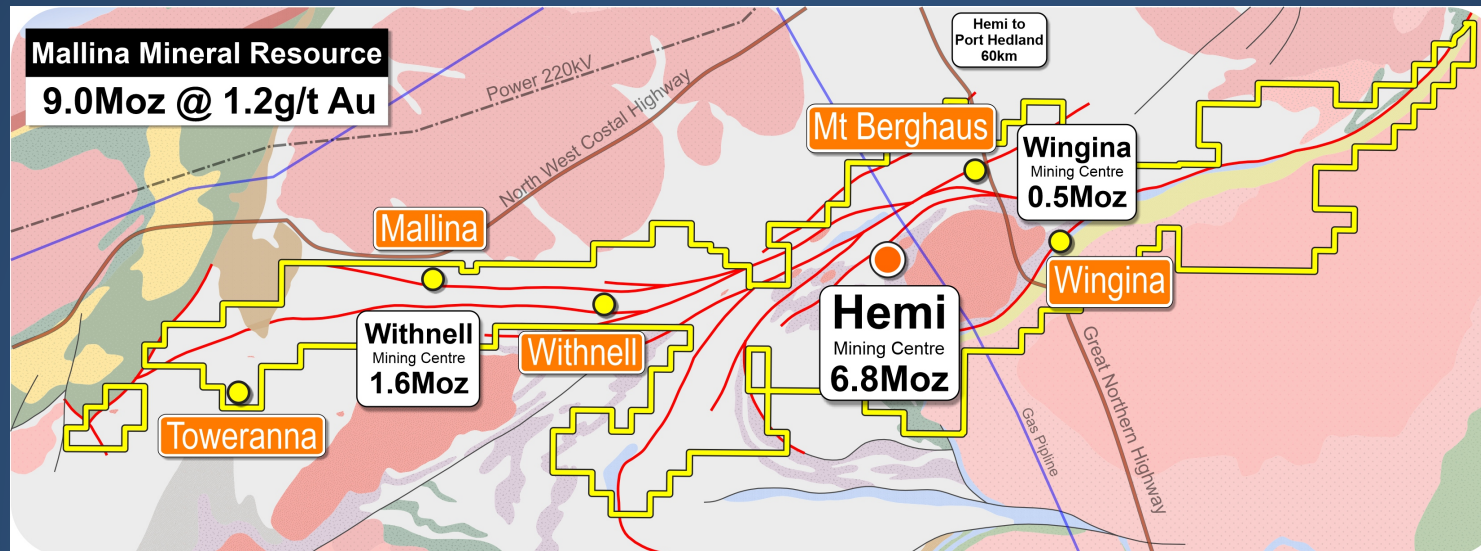 Mallina Mineral Resource
9.0Moz @ 1.2g/t Au
Power 220kV
North West Costal Highway
Hemi to
Port Hedland
60km
Mt Berghaus
Wingina
Mining Centre
0.5Moz
Mallina
Wingina
Hemi
Mining Centre
6.8Moz
Withnell
Mining Centre
1.6Moz
Withnell
Toweranna
Gas Pipline
Great Northern Highway